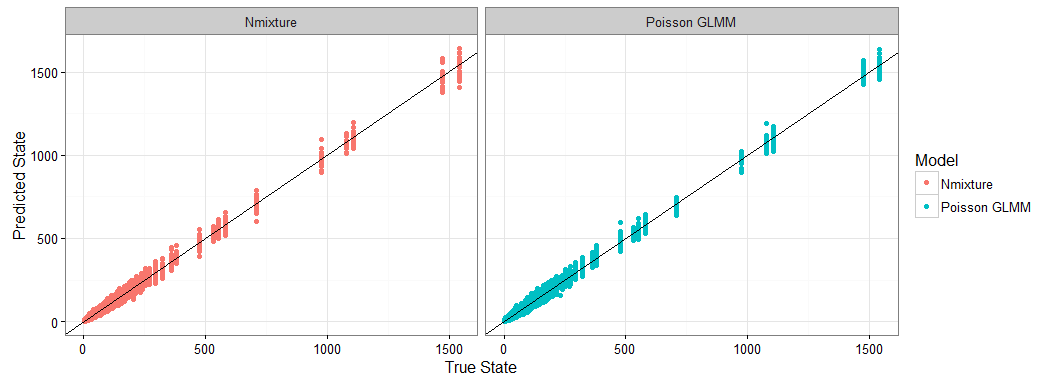 Nmixture
Poisson GLMM
Predicted State
1500
1000
500
0
0 500 1000 1500
0 500 1000 1500
True State
Model
Nmixture
Poisson GLMM